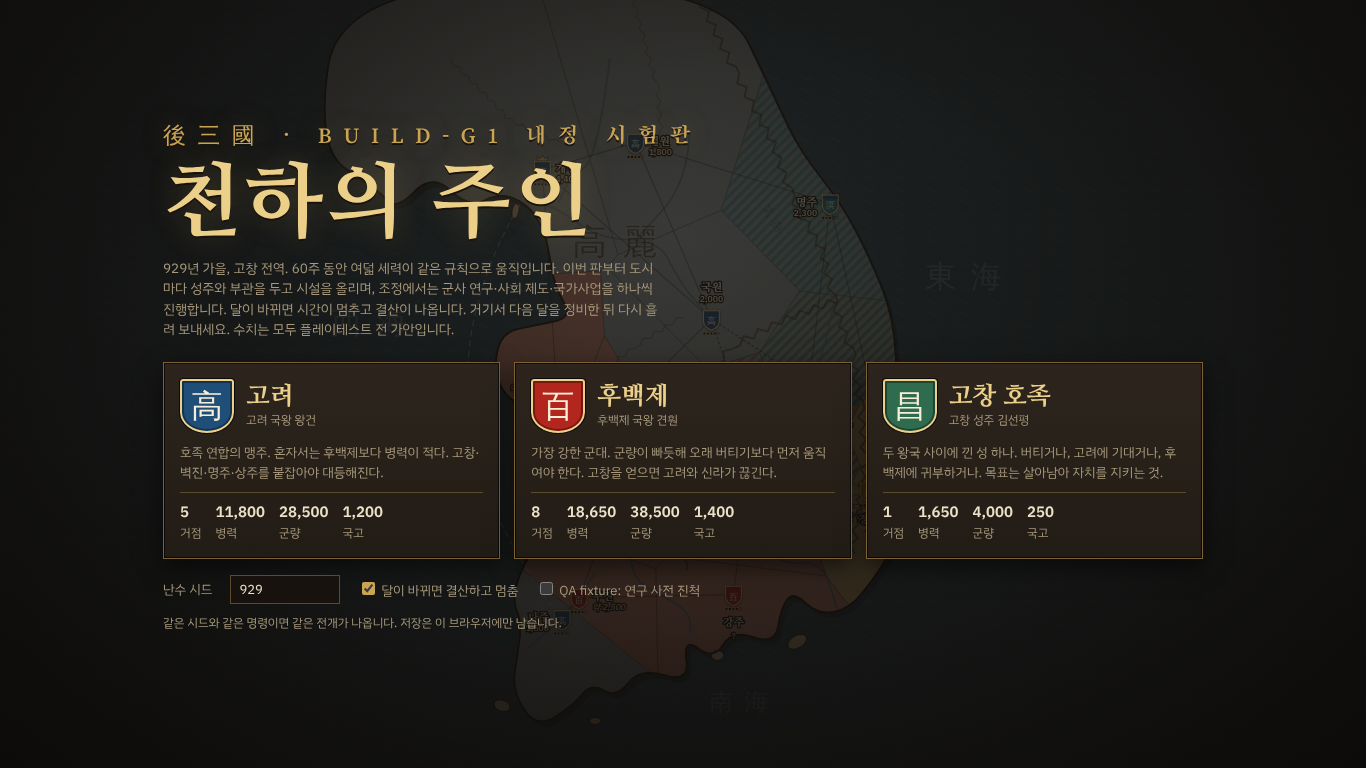 後三國 · BUILD-G1 내정 시험판
천하의 주인
高麗
東海
명주
2,300
국원
2,000
929년 가을, 고창 전역. 60주 동안 여덟 세력이 같은 규칙으로 움직입니다. 이번 판부터 도시
마다 성주와 부관을 두고 시설을 올리며, 조정에서는 군사 연구·사회 제도·국가사업을 하나씩
진행합니다. 달이 바뀌면 시간이 멈추고 결산이 나옵니다. 거기서 다음 달을 정비한 뒤 다시 흘
려 보내세요. 수치는 모두 플레이테스트 전 가안입니다.
高
고려
고려 국왕 왕건
호족 연합의 맹주. 혼자서는 후백제보다 병력이 적다. 고창·
벽진·명주·상주를 붙잡아야 대등해진다.
5 11,800 28,500 1,200
거점 병력 군량 국고
百
후백제
후백제 국왕 견훤
가장 강한 군대. 군량이 빠듯해 오래 버티기보다 먼저 움직
여야 한다. 고창을 얻으면 고려와 신라가 끊긴다.
8 18,650 38,500 1,400
거점 병력 군량 국고
昌
고창 호족
고창 성주 김선평
두 왕국 사이에 낀 성 하나. 버티거나, 고려에 기대거나, 후
백제에 귀부하거나. 목표는 살아남아 자치를 지키는 것.
1 1,650 4,000 250
거점 병력 군량 국고
난수 시드 929 달이 바뀌면 결산하고 멈춤 QA fixture: 연구 사전 진척
같은 시드와 같은 명령이면 같은 전개가 나옵니다. 저장은 이 브라우저에만 남습니다.
강주
南海